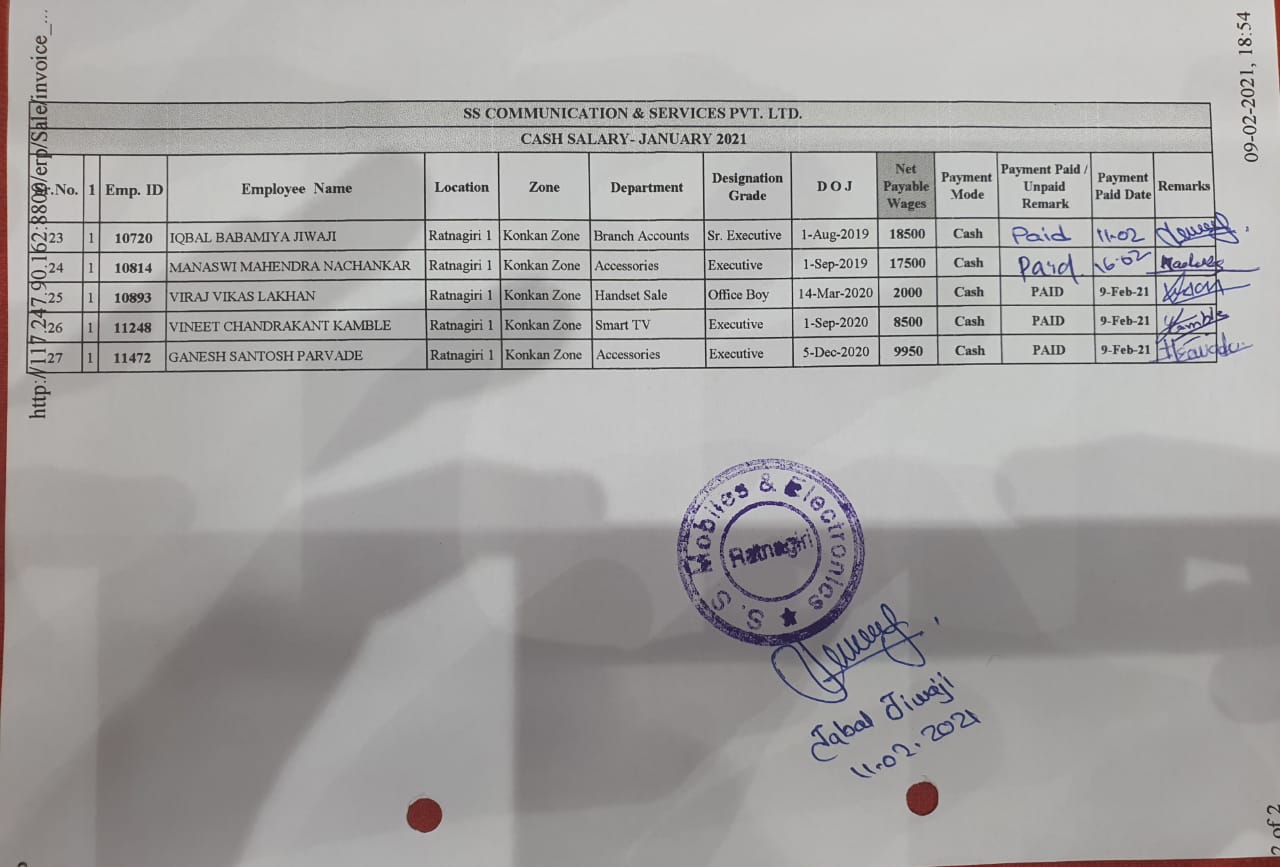 http://117.247.90.162:8800/erp/Sale/invoice_...
09-02-2021, 18:54
SS COMMUNICATION & SERVICES PVT. LTD.
CASH SALARY- JANUARY 2021
r.No. 1 Emp. ID Employee Name Location Zone Department Designation Grade D O J Net Payable Wages Payment Mode Payment Paid / Unpaid Remark Payment Paid Date Remarks
23 1 10720 IQBAL BABAMIYA JIWAJI Ratnagiri 1 Konkan Zone Branch Accounts Sr. Executive 1-Aug-2019 18500 Cash Paid 11-02
24 1 10814 MANASWI MAHENDRA NACHANKAR Ratnagiri 1 Konkan Zone Accessories Executive 1-Sep-2019 17500 Cash Paid 16-02
25 1 10893 VIRAJ VIKAS LAKHAN Ratnagiri 1 Konkan Zone Handset Sale Office Boy 14-Mar-2020 2000 Cash PAID 9-Feb-21
26 1 11248 VINEET CHANDRAKANT KAMBLE Ratnagiri 1 Konkan Zone Smart TV Executive 1-Sep-2020 8500 Cash PAID 9-Feb-21 Kamble
27 1 11472 GANESH SANTOSH PARVADE Ratnagiri 1 Konkan Zone Accessories Executive 5-Dec-2020 9950 Cash PAID 9-Feb-21
S. S. Mobiles & Electronics ★
Ratnagiri
Iqbal Jiwaji
11.02.2021
2 of 2